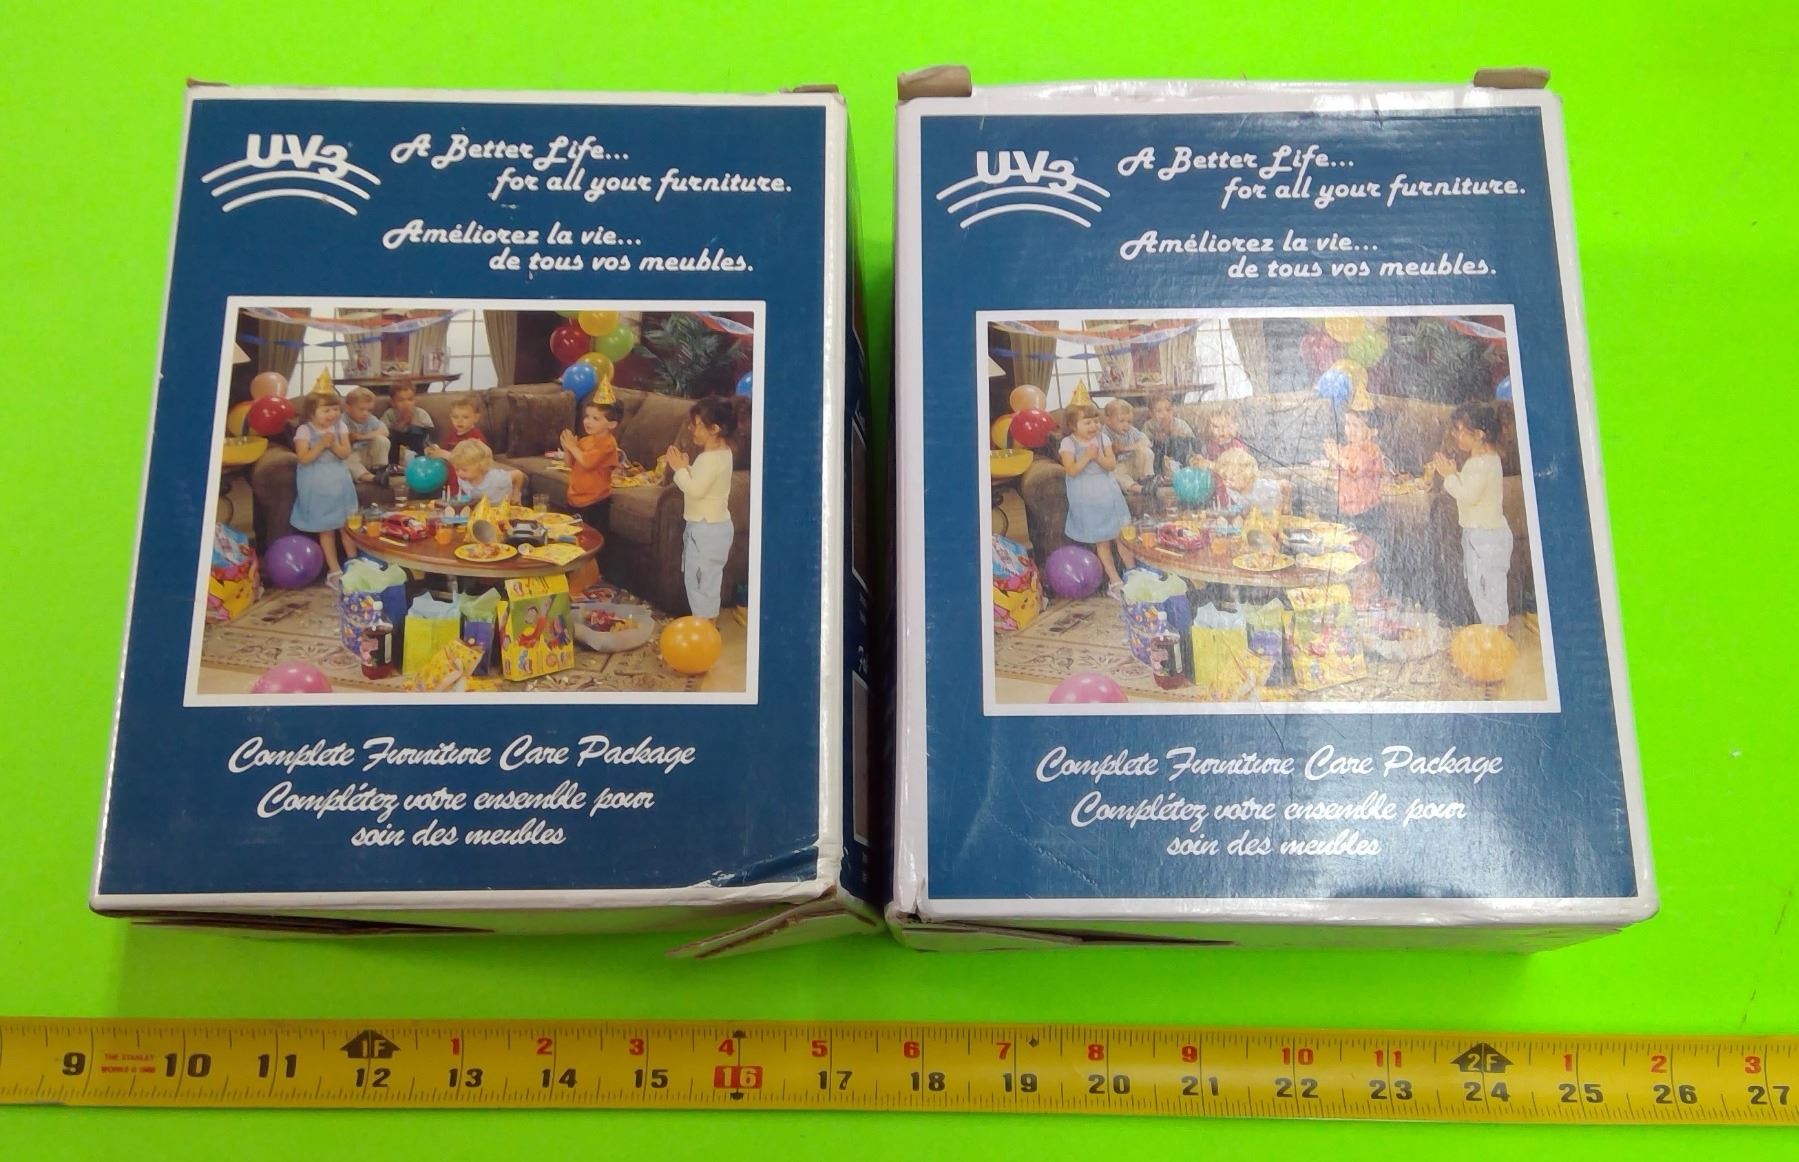 UV3
A Better Life...
for all your furniture.
Améliorez la vie...
de tous vos meubles.
Complete Furniture Care Package
Complétez votre ensemble pour
soin des meubles
UV3
A Better Life...
for all your furniture.
Améliorez la vie...
de tous vos meubles.
Complete Furniture Care Package
Complétez votre ensemble pour
soin des meubles
1F 1 2 3 4 5 6 7 8 9 10 11 2F 1 2 3
9 THE STANLEY 10 11 12 13 14 15 16 17 18 19 20 21 22 23 24 25 26 27